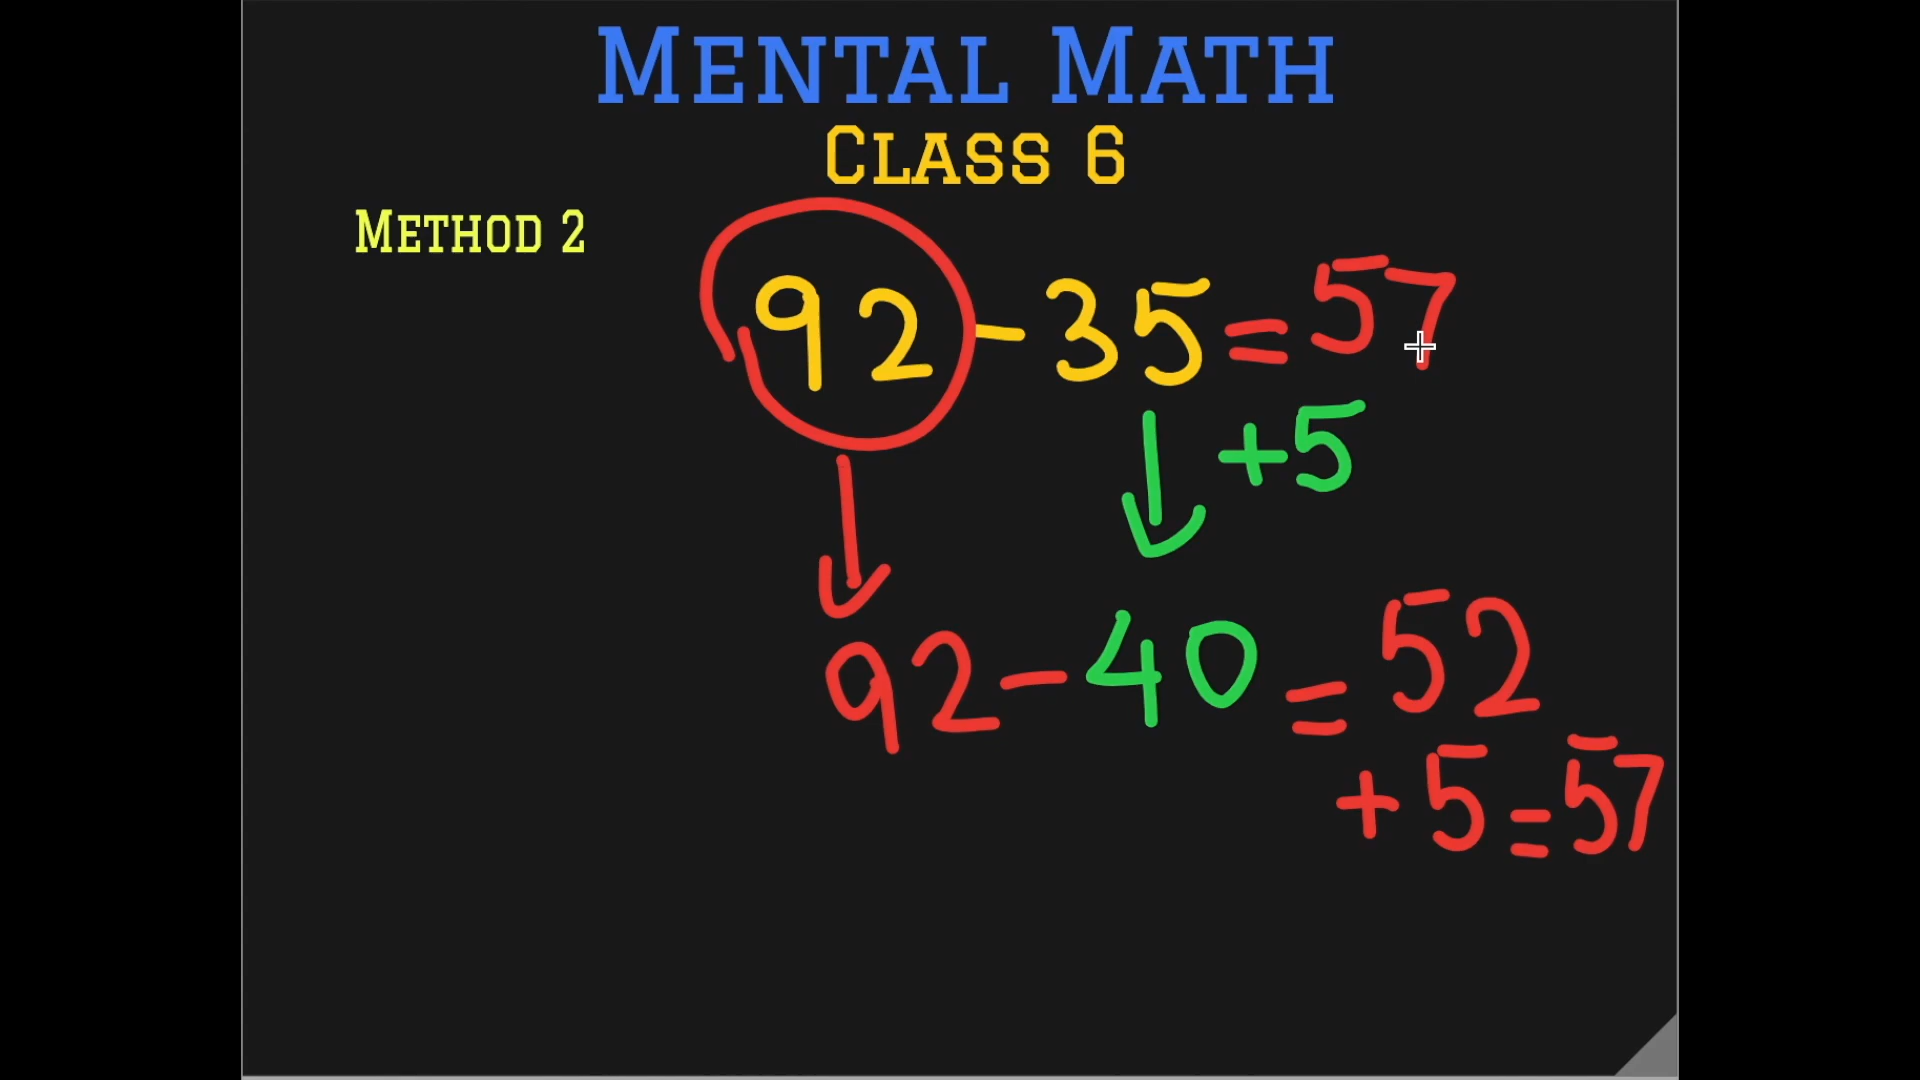 MENTAL MATH
CLASS 6
METHOD 2
92 - 35 = 57
+5
92 - 40 = 52
+ 5 = 57